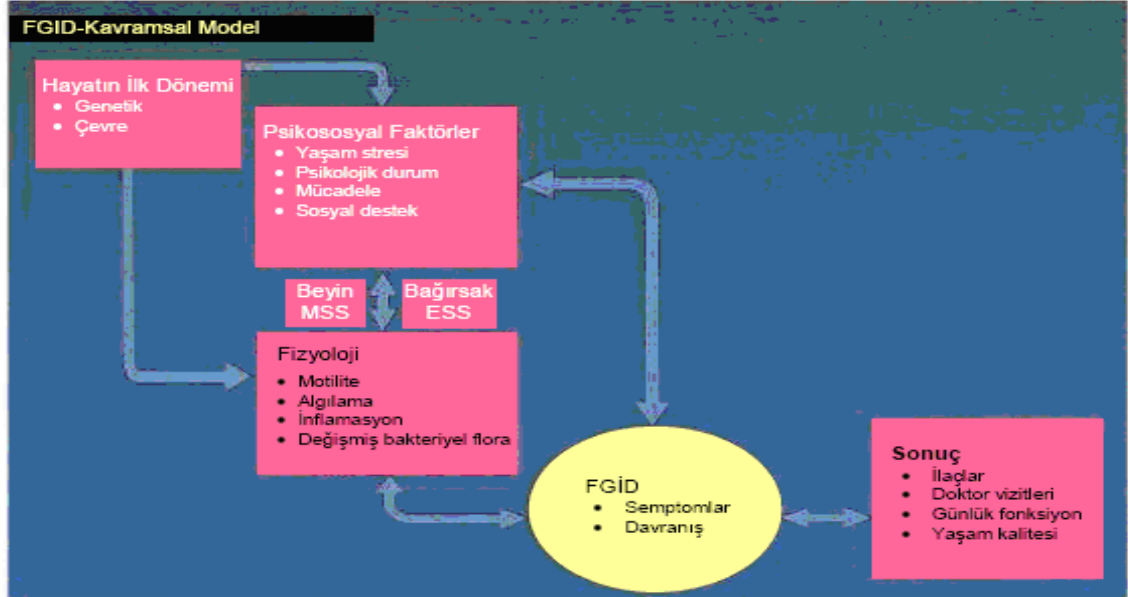 FGID-Kavramsal Model
Hayatın İlk Dönemi
• Genetik
• Çevre
Psikososyal Faktörler
• Yaşam stresi
• Psikolojik durum
• Mücadele
• Sosyal destek
Beyin
MSS
Bağırsak
ESS
Fizyoloji
• Motilite
• Algılama
• İnflamasyon
• Değişmiş bakteriyel flora
FGİD
• Semptomlar
• Davranış
Sonuç
• İlaçlar
• Doktor vizitleri
• Günlük fonksiyon
• Yaşam kalitesi